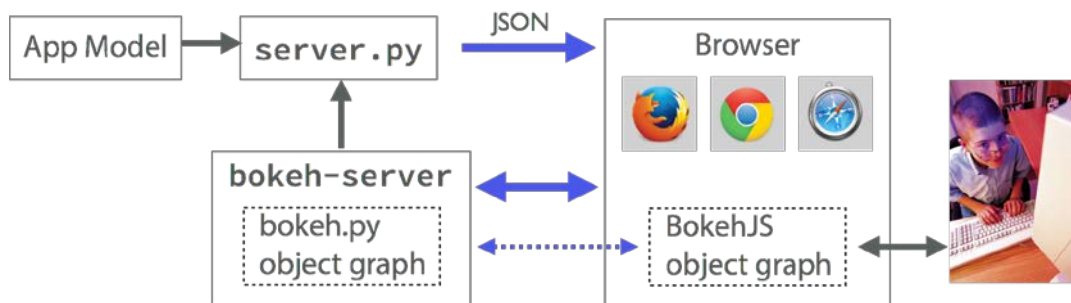 JSON
App Model
server.py
Browser
bokeh-server
bokeh.py
object graph
BokehJS
object graph